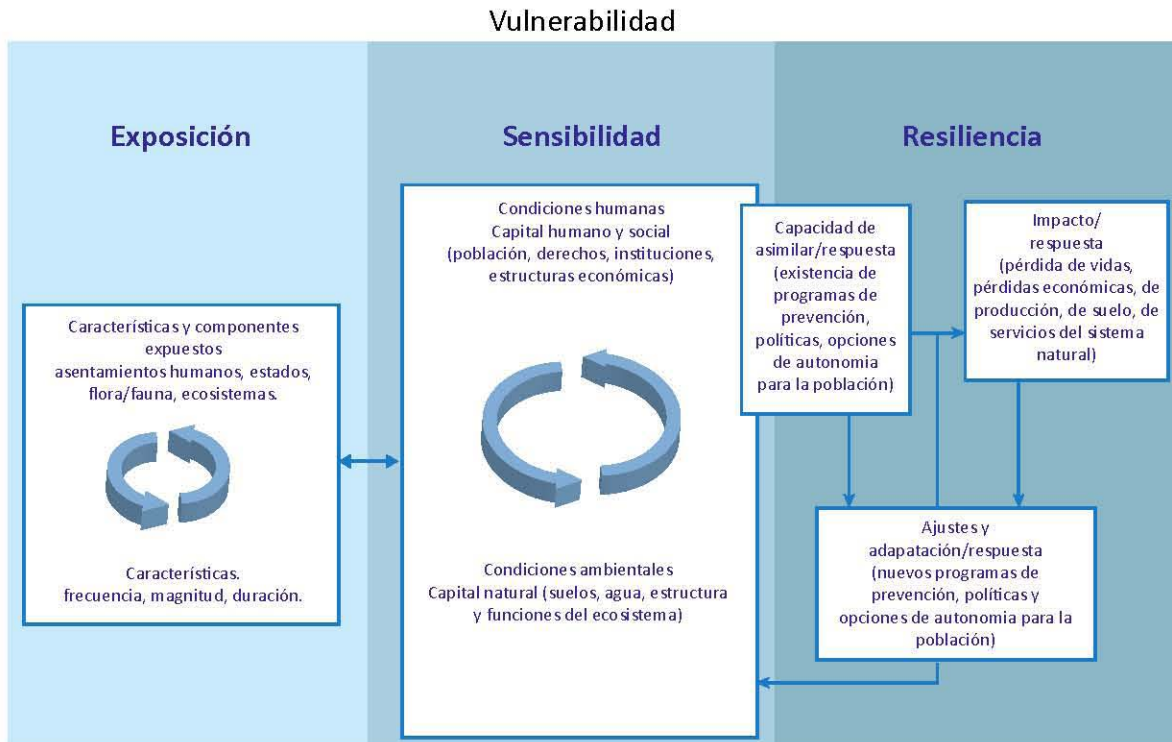 Vulnerabilidad
Exposición
Sensibilidad
Resiliencia
Características y componentes
expuestos
asentamientos humanos, estados,
flora/fauna, ecosistemas.
Características.
frecuencia, magnitud, duración.
Condiciones humanas
Capital humano y social
(población, derechos, instituciones,
estructuras económicas)
Condiciones ambientales
Capital natural (suelos, agua, estructura
y funciones del ecosistema)
Capacidad de
asimilar/respuesta
(existencia de
programas de
prevención,
políticas, opciones
de autonomia
para la población)
Impacto/
respuesta
(pérdida de vidas,
pérdidas económicas, de
producción, de suelo, de
servicios del sistema
natural)
Ajustes y
adapatación/respuesta
(nuevos programas de
prevención, políticas y
opciones de autonomia para la
población)